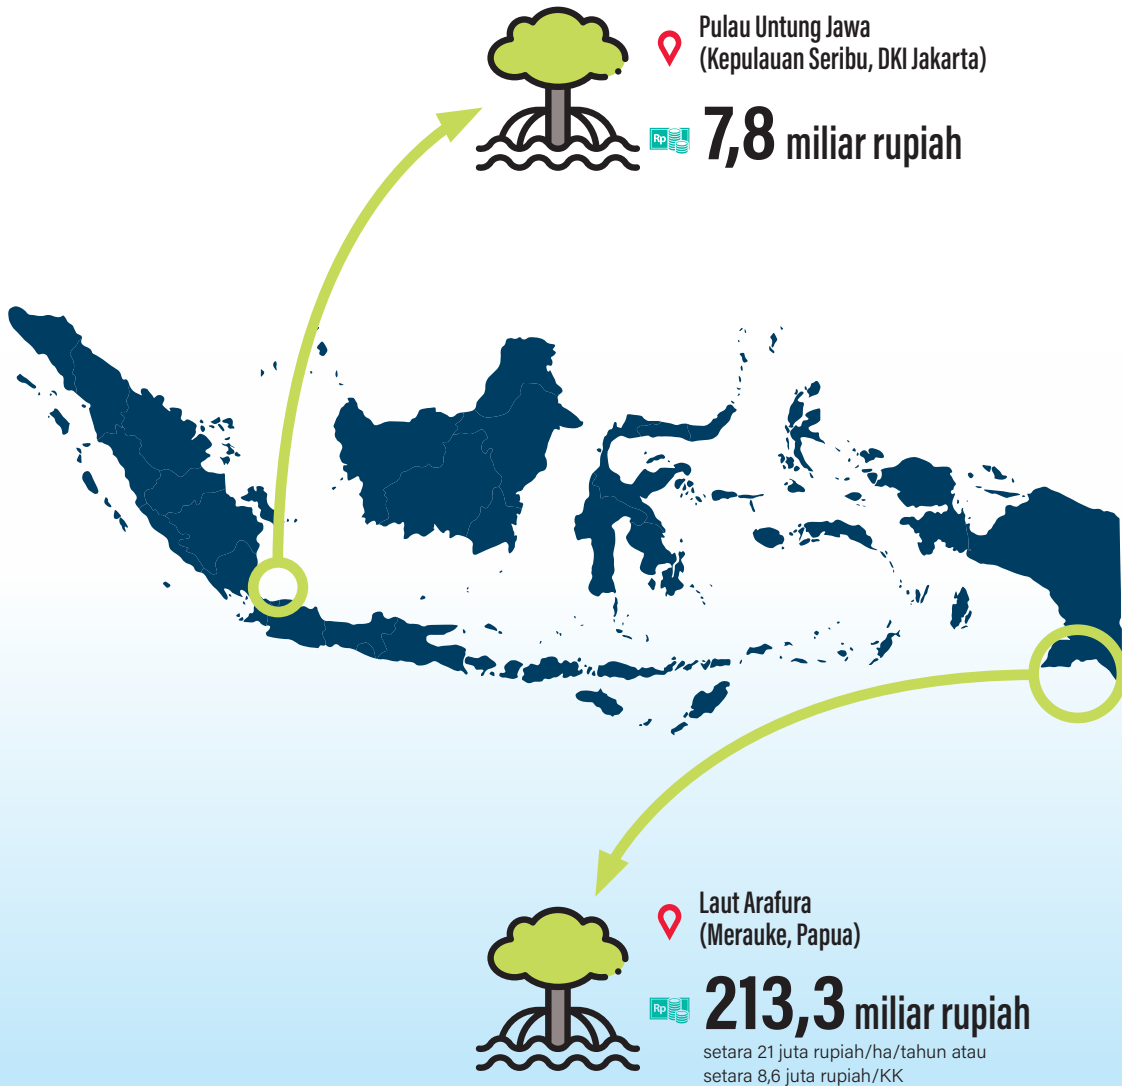 Pulau Untung Jawa
(Kepulauan Seribu, DKI Jakarta)
Rp
7,8 miliar rupiah
Laut Arafura
(Merauke, Papua)
Rp
213,3 miliar rupiah
setara 21 juta rupiah/ha/tahun atau
setara 8,6 juta rupiah/KK